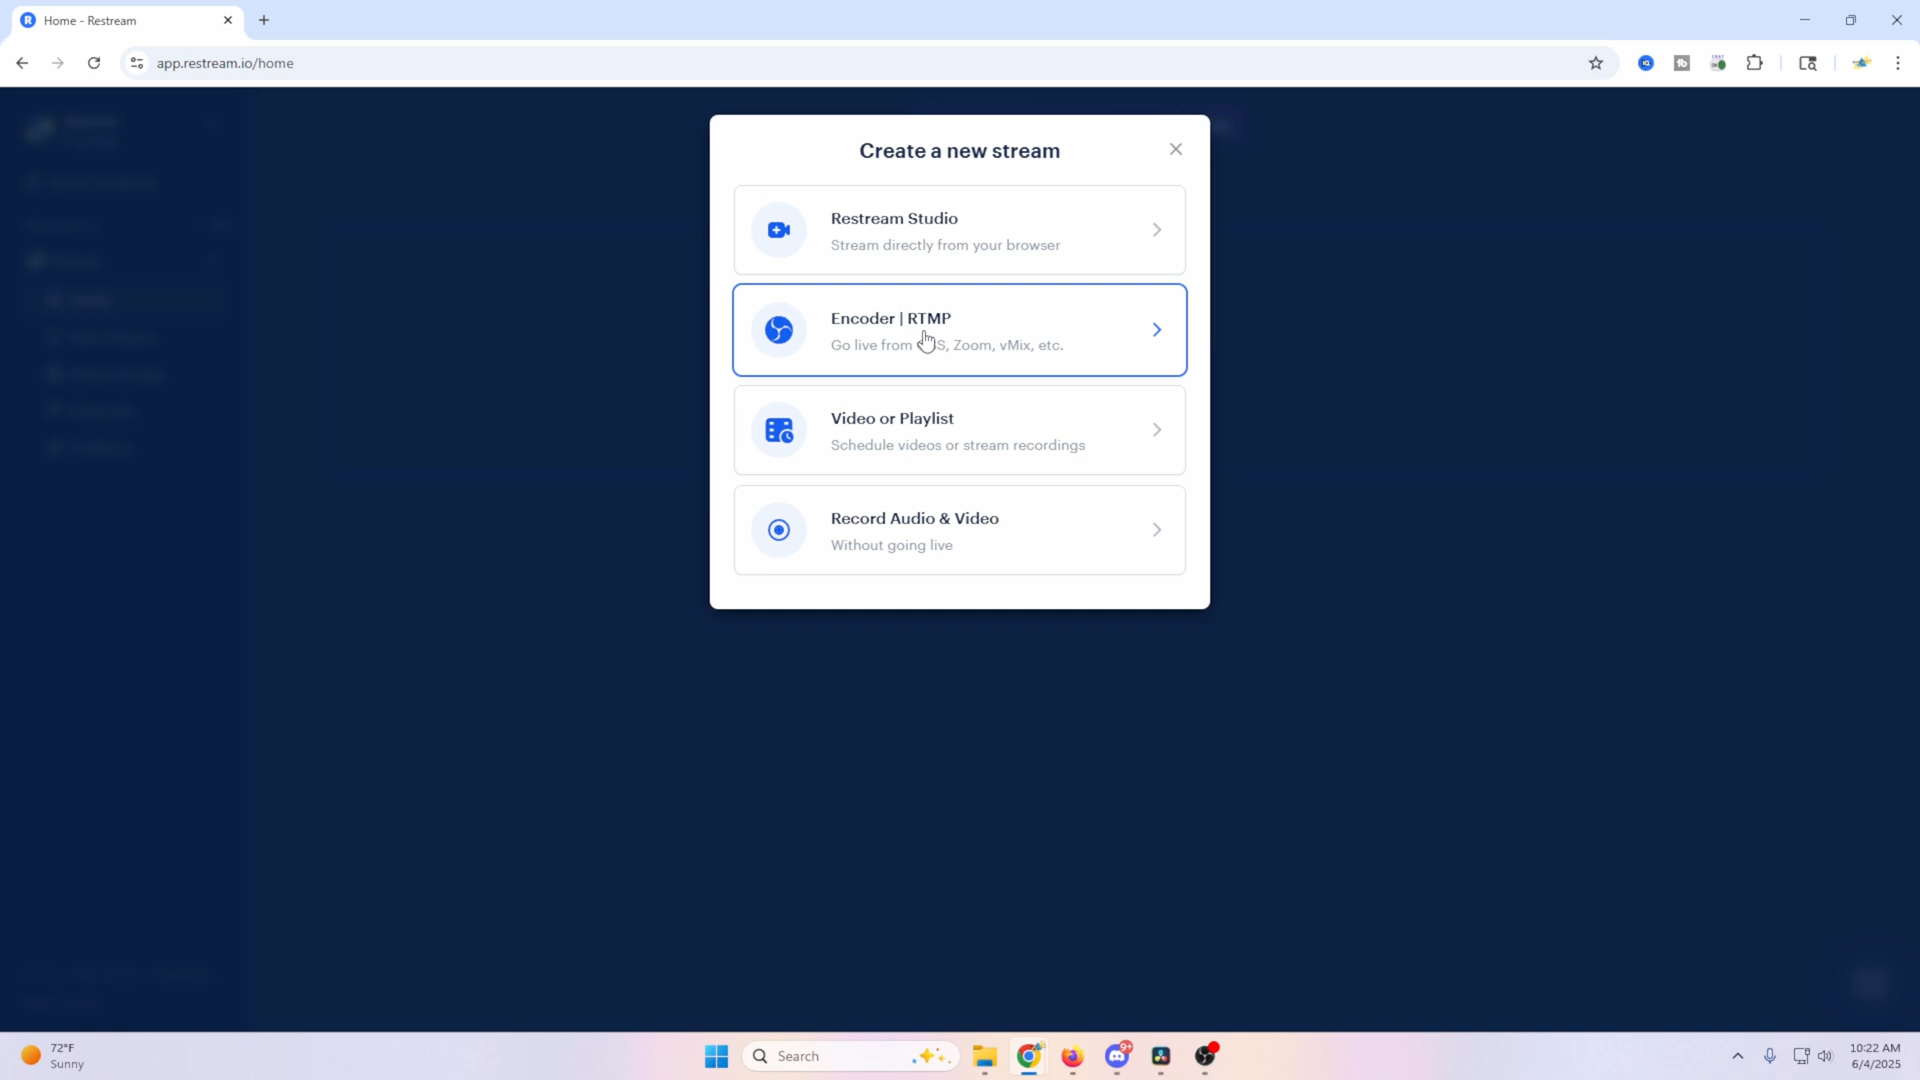 Home - Restream
app.restream.io/home
Create a new stream
Restream Studio
Stream directly from your browser
Encoder | RTMP
Go live from S, Zoom, vMix, etc.
Video or Playlist
Schedule videos or stream recordings
Record Audio & Video
Without going live
72°F
Sunny
Search
9+
10:22 AM
6/4/2025